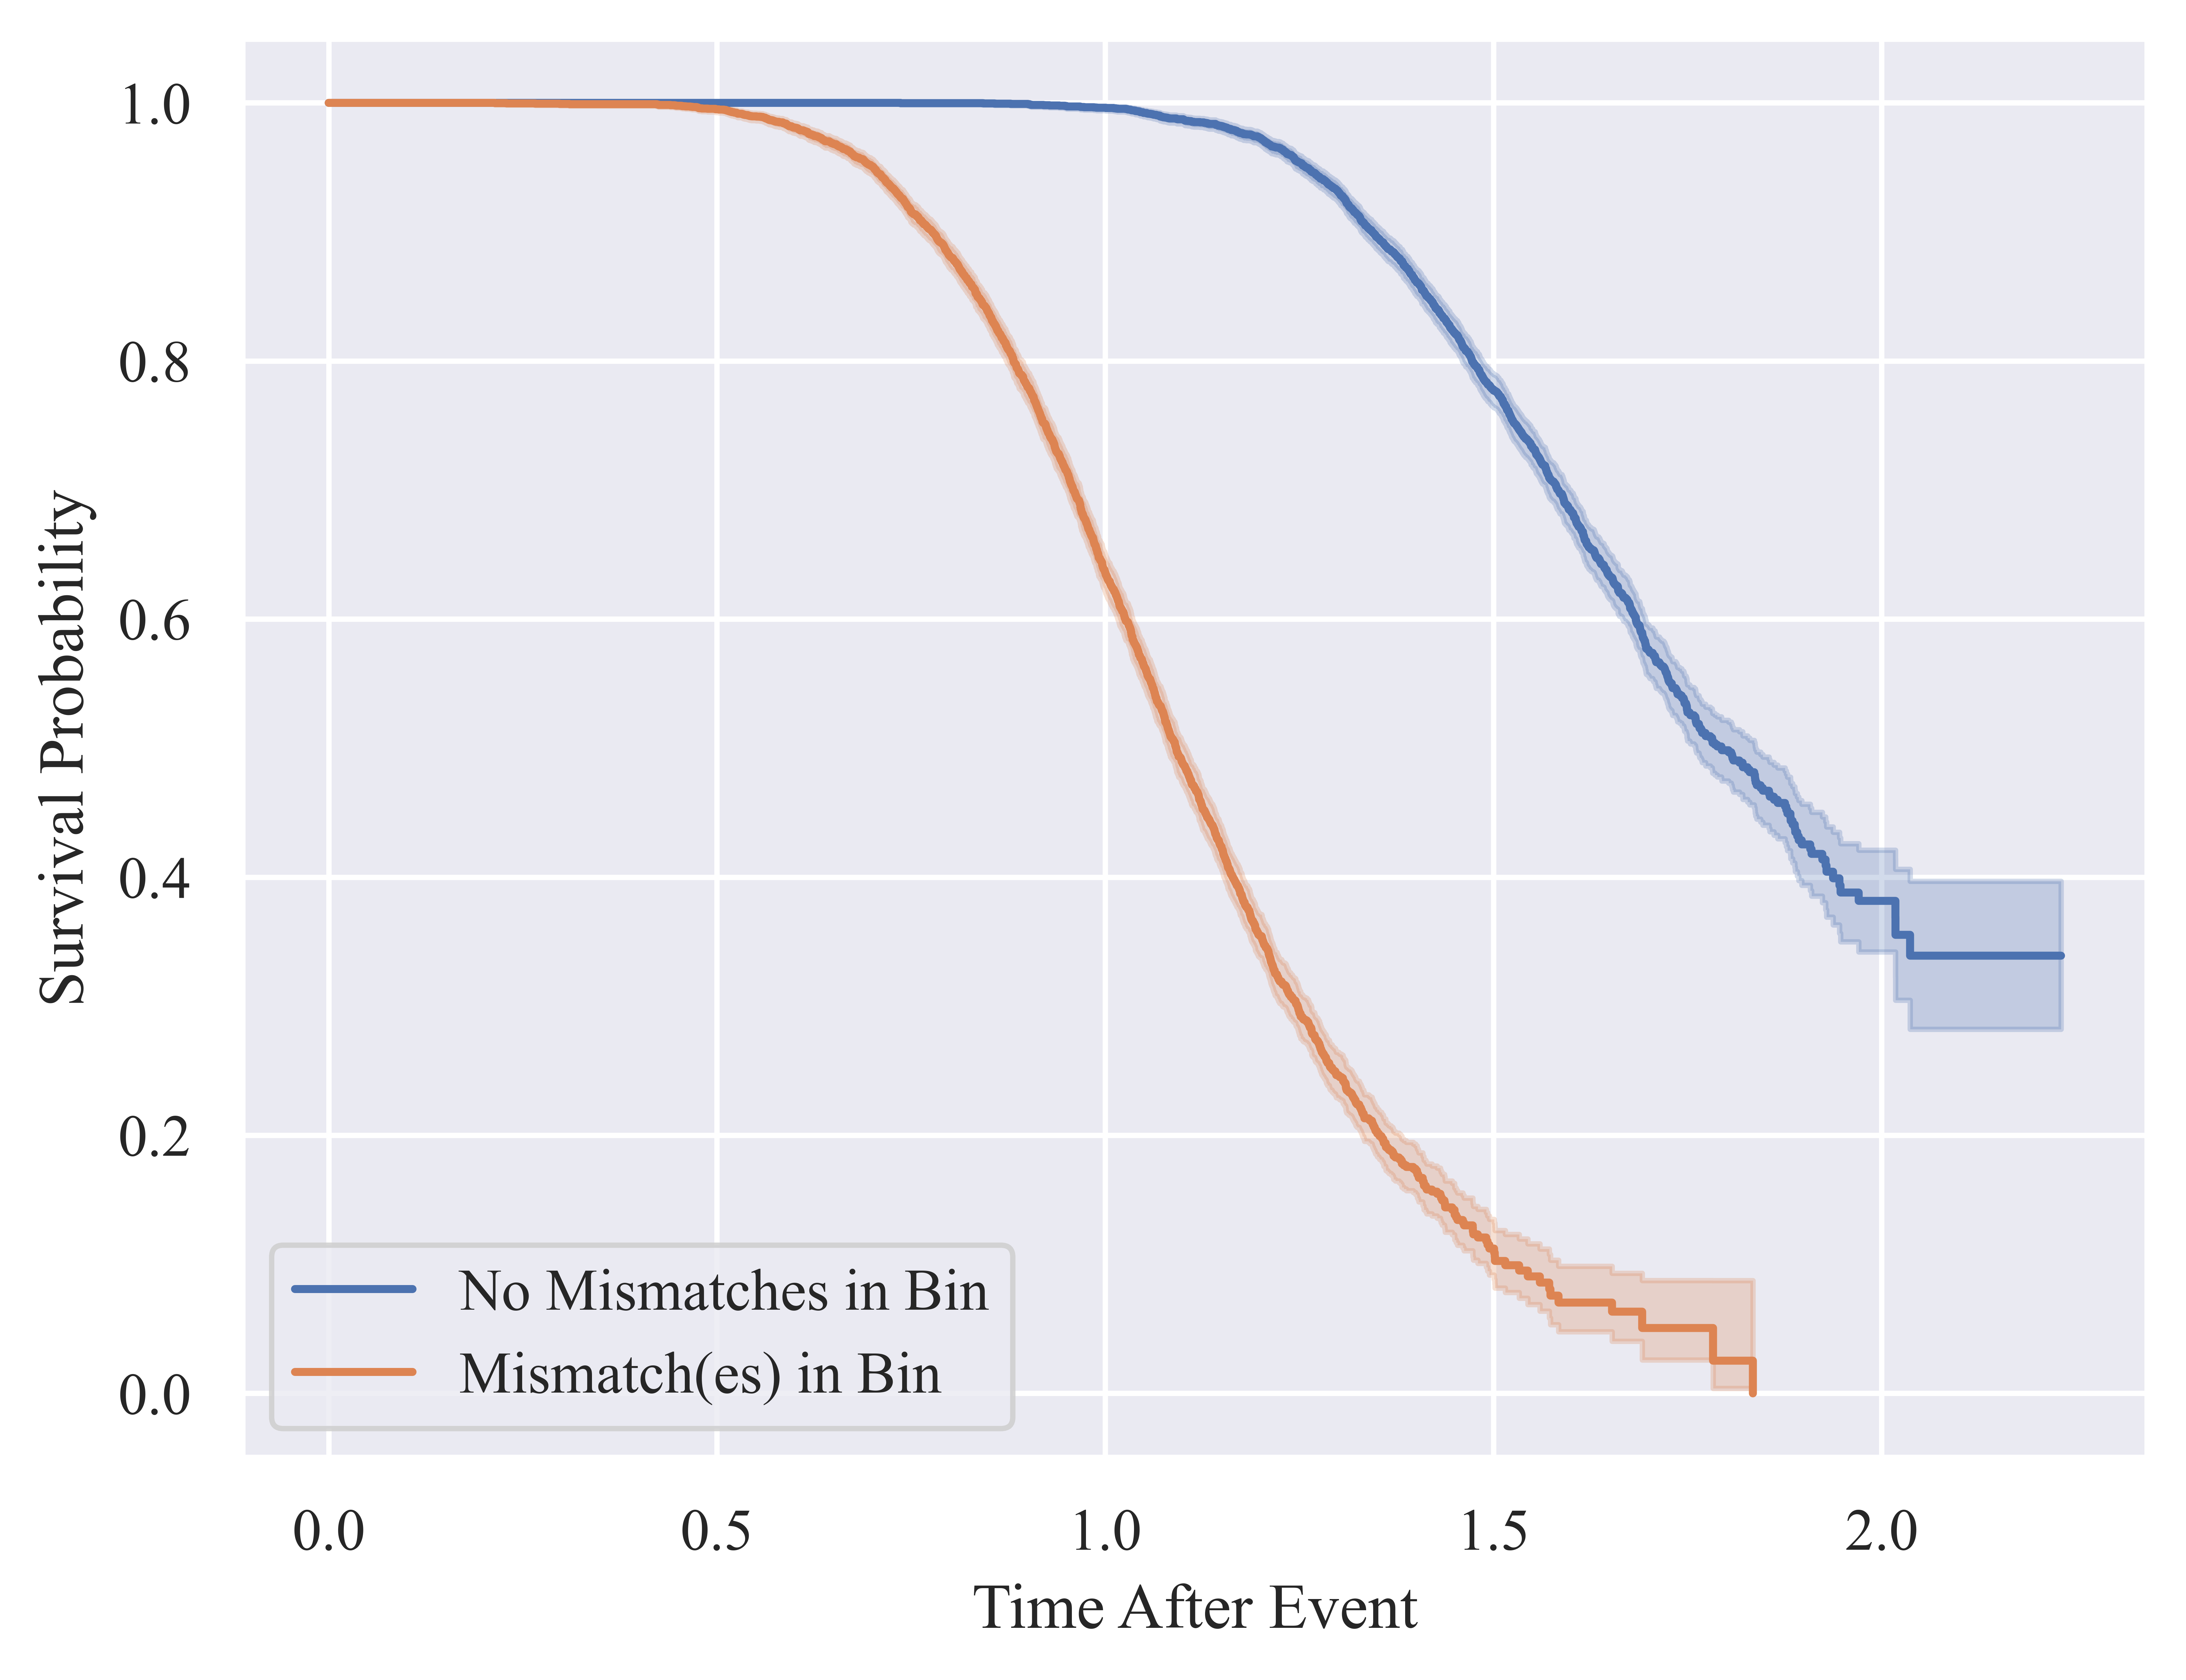 1.0
0.8
0.6
0.4
0.2
0.0
Survival Probability
No Mismatches in Bin
Mismatch(es) in Bin
0.0 0.5 1.0 1.5 2.0
Time After Event